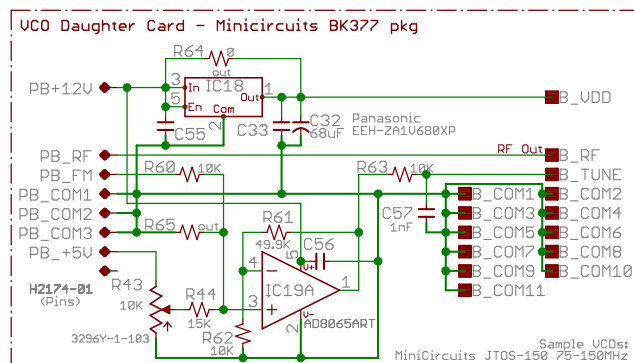 VCO Daughter Card - Minicircuits BK377 pkg
R64 0
out
PB+12V 3 In IC18 Out 1 B_VDD
5 En Com
2
C55 C33 C32 Panasonic
68uF EEH-ZA1V680XP
PB_RF RF Out B_RF
PB_FM R60 10K R63 10K B_TUNE
PB_COM1 B_COM1 B_COM2
PB_COM2 C57 B_COM3 B_COM4
PB_COM3 R65 out R61 1nF B_COM5 B_COM6
PB_+5V 49.9K C56 B_COM7 B_COM8
4 5 V+ B_COM9 B_COM10
H2174-01 R43 IC19A 1 B_COM11
(Pins) 10K R44 3
15K V- AD8065ART
3296Y-1-103 R62 2
10K
Sample VCOs:
MiniCircuits JTOS-150 75-150MHz